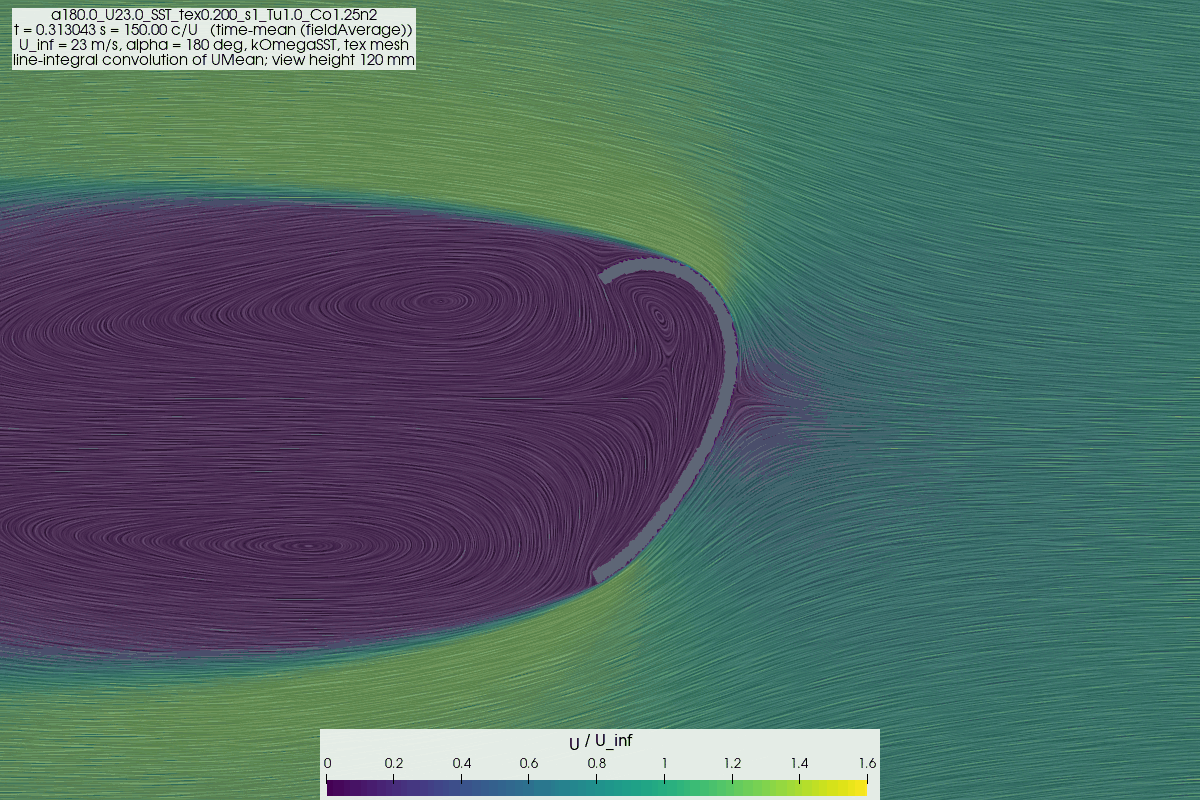 a180.0_U23.0_SST_tex0.200_s1_Tu1.0_Co1.25n2
t = 0.313043 s = 150.00 c/U   (time-mean (fieldAverage))
U_inf = 23 m/s, alpha = 180 deg, kOmegaSST, tex mesh
line-integral convolution of UMean; view height 120 mm
U / U_inf
0 0.2 0.4 0.6 0.8 1 1.2 1.4 1.6